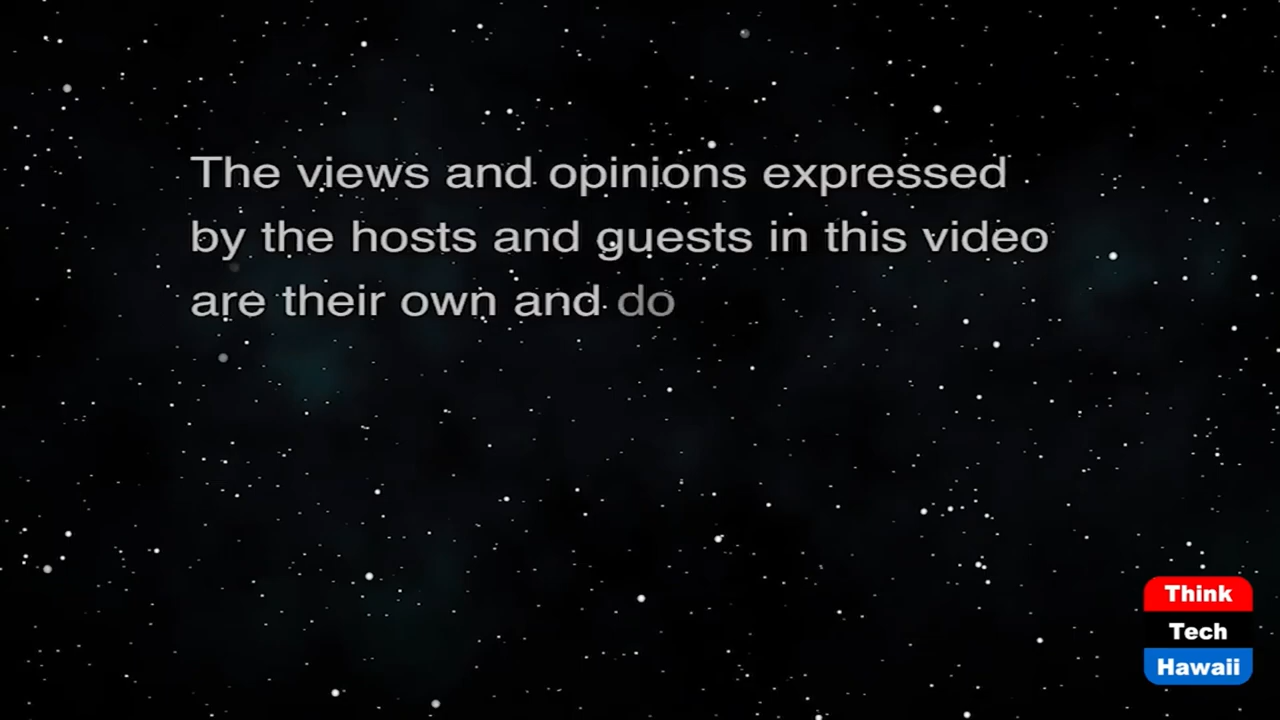 The views and opinions expressed
by the hosts and guests in this video
are their own and do
Think
Tech
Hawaii